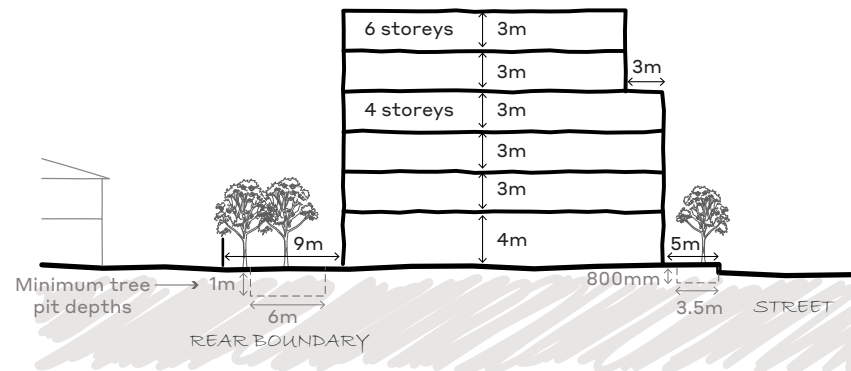 6 storeys
3m
3m
3m
4 storeys
3m
3m
3m
4m
9m
5m
Minimum tree
pit depths
1m
800mm
6m
3.5m
STREET
REAR BOUNDARY